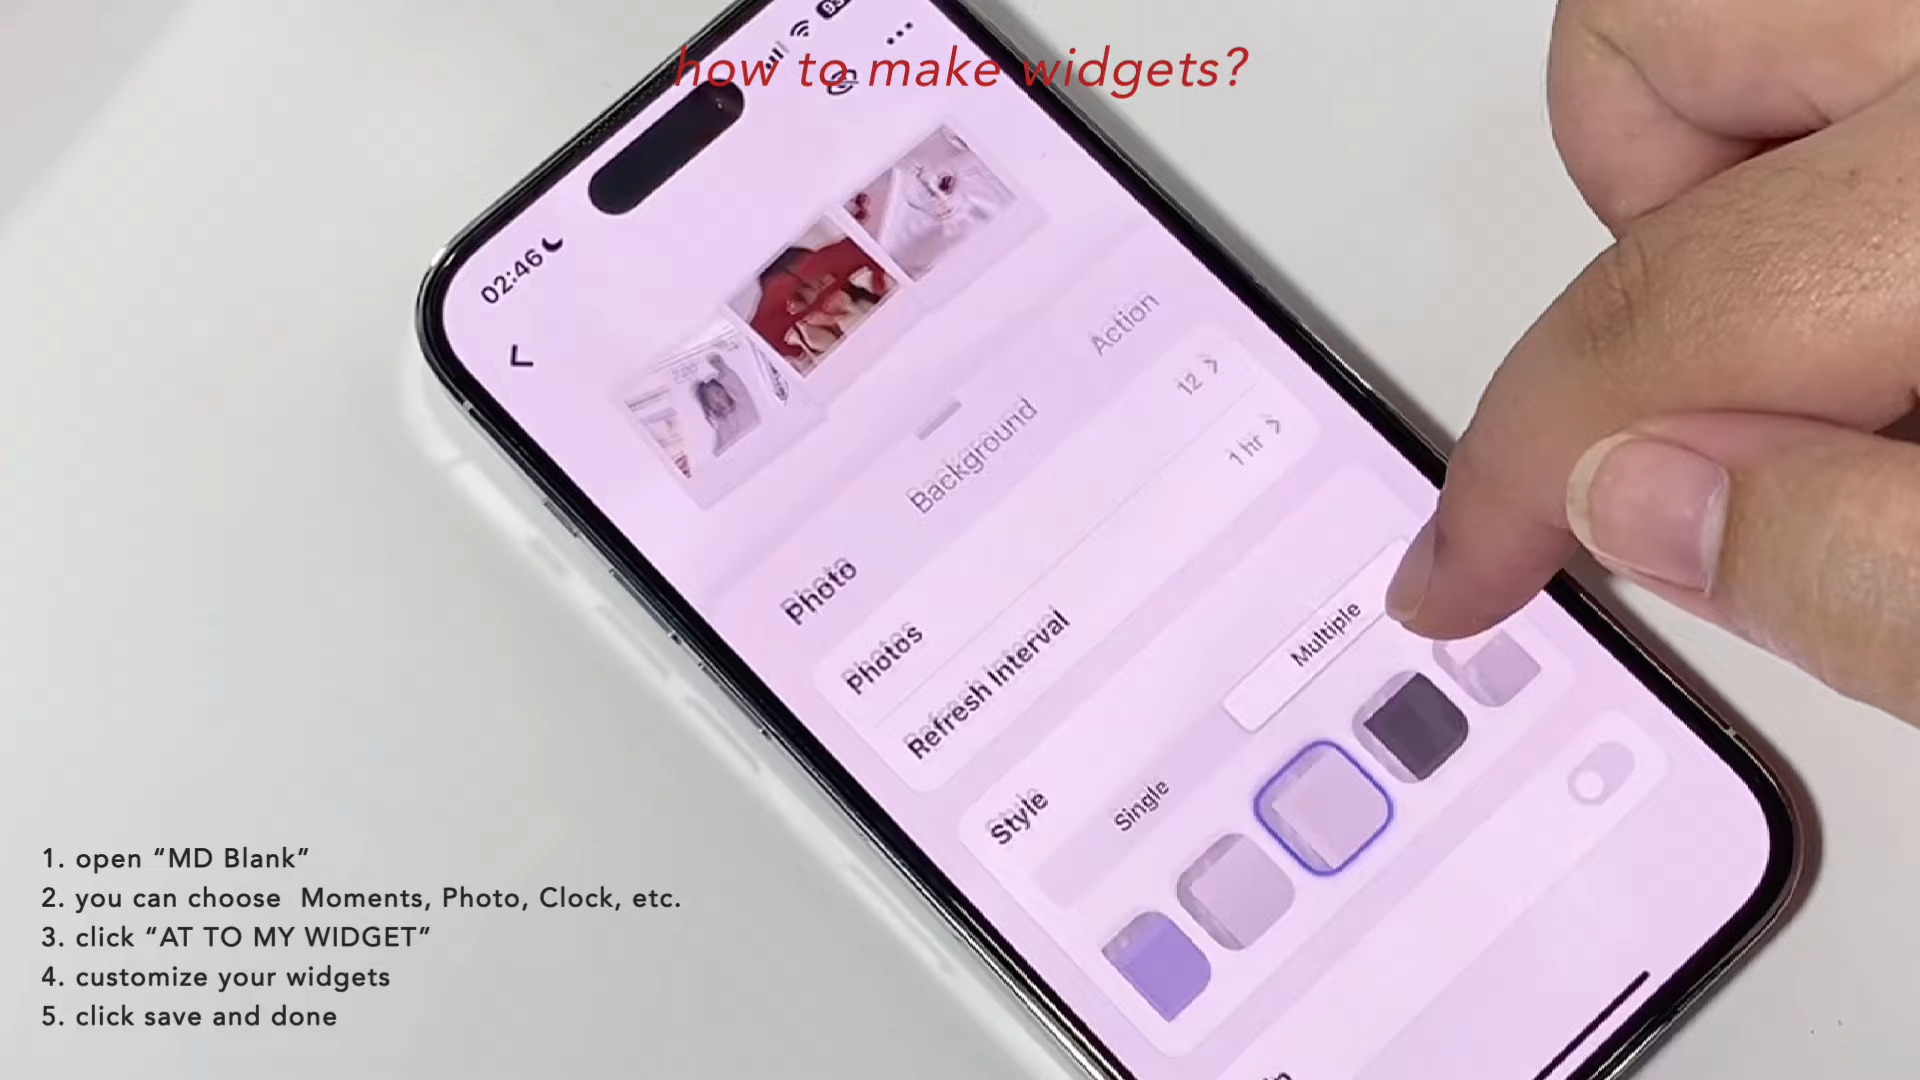 how to make widgets?
93
02:46
Action
Background
12
1 hr
Photo
Photos
Refresh Interval
Multiple
Style
Single
1. open “MD Blank”
2. you can choose  Moments, Photo, Clock, etc.
3. click “AT TO MY WIDGET”
4. customize your widgets
5. click save and done